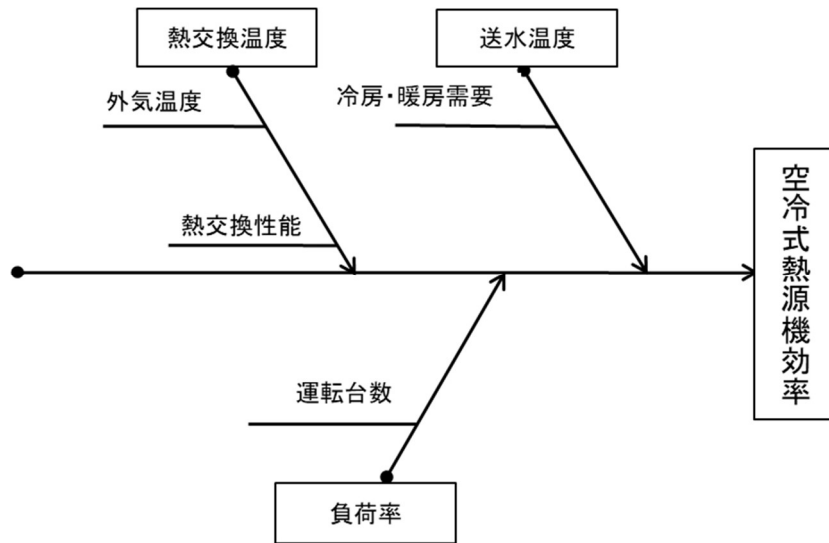 熱交換温度
送水温度
外気温度
冷房・暖房需要
熱交換性能
空冷式熱源機効率
運転台数
負荷率